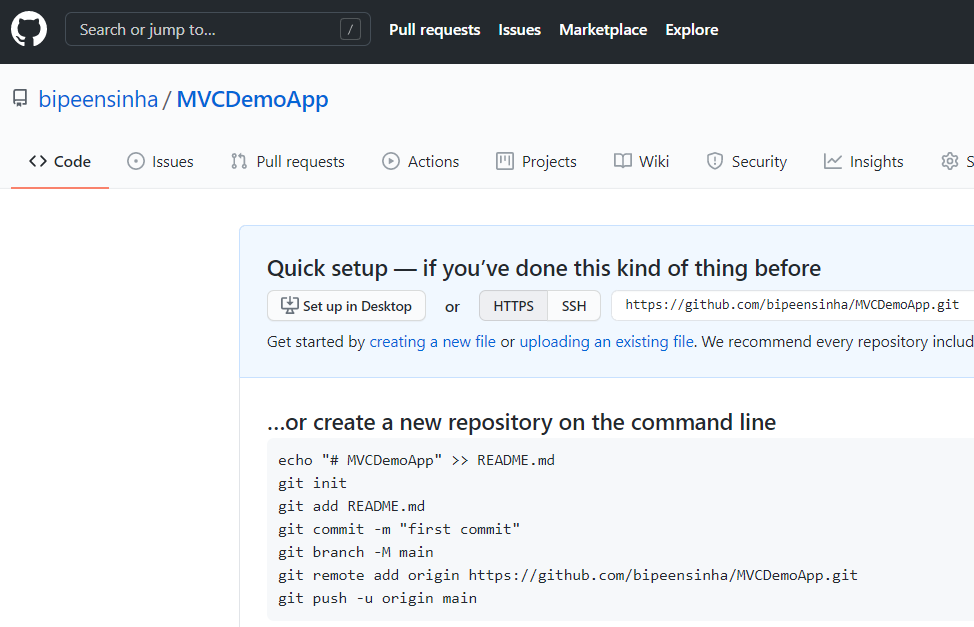 Search or jump to... /
Pull requests Issues Marketplace Explore
bipeensinha / MVCDemoApp
<> Code Issues Pull requests Actions Projects Wiki Security Insights S
Quick setup — if you’ve done this kind of thing before
Set up in Desktop or HTTPS SSH https://github.com/bipeensinha/MVCDemoApp.git
Get started by creating a new file or uploading an existing file. We recommend every repository includ
…or create a new repository on the command line
echo "# MVCDemoApp" >> README.md
git init
git add README.md
git commit -m "first commit"
git branch -M main
git remote add origin https://github.com/bipeensinha/MVCDemoApp.git
git push -u origin main